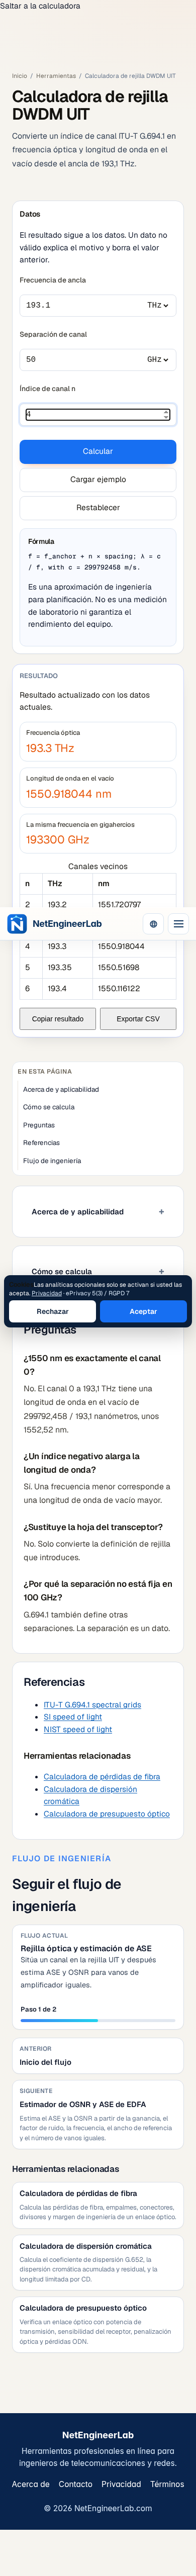 Saltar a la calculadora
Inicio / Herramientas / Calculadora de rejilla DWDM UIT
Calculadora de rejilla
DWDM UIT
Convierte un índice de canal ITU-T G.694.1 en
frecuencia óptica y longitud de onda en el
vacío desde el ancla de 193,1 THz.
Datos
El resultado sigue a los datos. Un dato no
válido explica el motivo y borra el valor
anterior.
Frecuencia de ancla
193.1 THz
Separación de canal
50 GHz
Índice de canal n
4
Calcular
Cargar ejemplo
Restablecer
Fórmula
f = f_anchor + n × spacing; λ = c
/ f, with c = 299792458 m/s.
Es una aproximación de ingeniería
para planificación. No es una medición
de laboratorio ni garantiza el
rendimiento del equipo.
RESULTADO
Resultado actualizado con los datos
actuales.
Frecuencia óptica
193.3 THz
Longitud de onda en el vacío
1550.918044 nm
La misma frecuencia en gigahercios
193300 GHz
Canales vecinos
n THz nm
2 193.2 1551.720797
NetEngineerLab
4 193.3 1550.918044
5 193.35 1550.51698
6 193.4 1550.116122
Copiar resultado Exportar CSV
EN ESTA PÁGINA
Acerca de y aplicabilidad
Cómo se calcula
Preguntas
Referencias
Flujo de ingeniería
Acerca de y aplicabilidad +
Cómo se calcula +
Las analíticas opcionales solo se activan si usted las
acepta. Privacidad · ePrivacy 5(3) / RGPD 7
Rechazar Aceptar
Preguntas
¿1550 nm es exactamente el canal
0?
No. El canal 0 a 193,1 THz tiene una
longitud de onda en el vacío de
299792,458 / 193,1 nanómetros, unos
1552,52 nm.
¿Un índice negativo alarga la
longitud de onda?
Sí. Una frecuencia menor corresponde a
una longitud de onda de vacío mayor.
¿Sustituye la hoja del transceptor?
No. Solo convierte la definición de rejilla
que introduces.
¿Por qué la separación no está fija en
100 GHz?
G.694.1 también define otras
separaciones. La separación es un dato.
Referencias
ITU-T G.694.1 spectral grids
SI speed of light
NIST speed of light
Herramientas relacionadas
Calculadora de pérdidas de fibra
Calculadora de dispersión
cromática
Calculadora de presupuesto óptico
FLUJO DE INGENIERÍA
Seguir el flujo de
ingeniería
FLUJO ACTUAL
Rejilla óptica y estimación de ASE
Sitúa un canal en la rejilla UIT y después
estima ASE y OSNR para vanos de
amplificador iguales.
Paso 1 de 2
ANTERIOR
Inicio del flujo
SIGUIENTE
Estimador de OSNR y ASE de EDFA
Estima el ASE y la OSNR a partir de la ganancia, el
factor de ruido, la frecuencia, el ancho de referencia
y el número de vanos iguales.
Herramientas relacionadas
Calculadora de pérdidas de fibra
Calcula las pérdidas de fibra, empalmes, conectores,
divisores y margen de ingeniería de un enlace óptico.
Calculadora de dispersión cromática
Calcula el coeficiente de dispersión G.652, la
dispersión cromática acumulada y residual, y la
longitud limitada por CD.
Calculadora de presupuesto óptico
Verifica un enlace óptico con potencia de
transmisión, sensibilidad del receptor, penalización
óptica y pérdidas ODN.
NetEngineerLab
Herramientas profesionales en línea para
ingenieros de telecomunicaciones y redes.
Acerca de Contacto Privacidad Términos
© 2026 NetEngineerLab.com